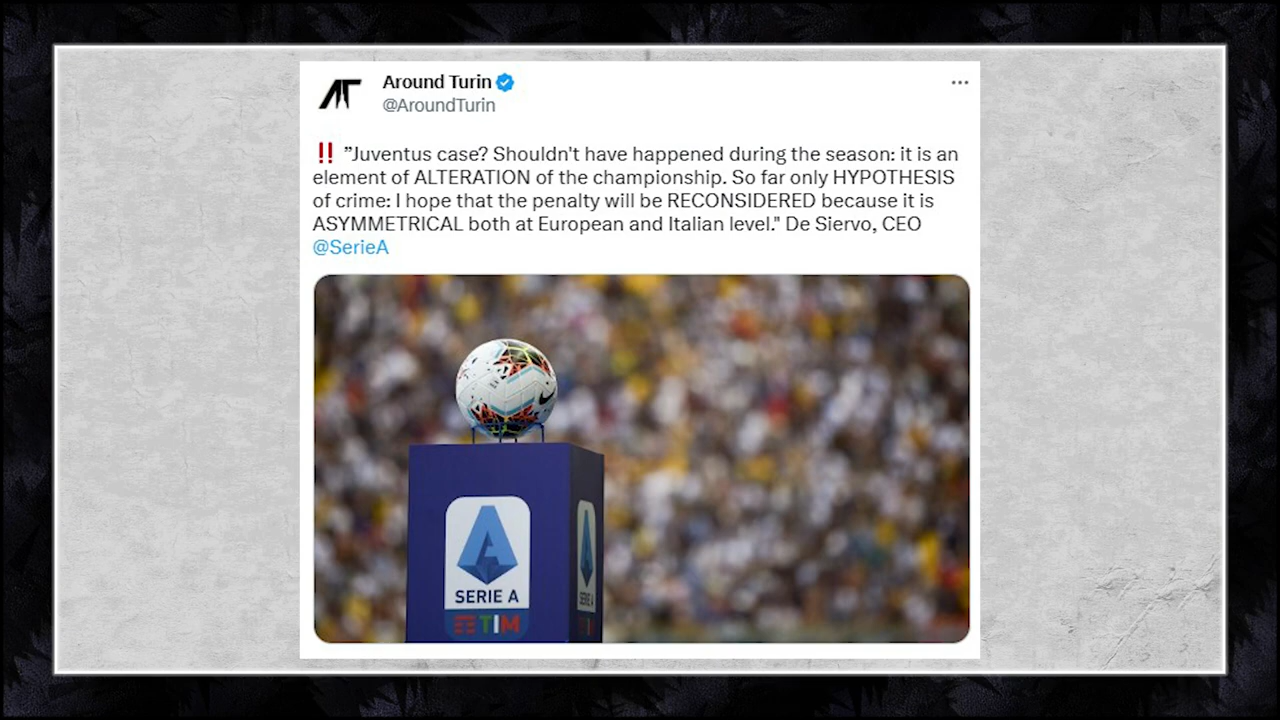 AT
Around Turin
@AroundTurin
‼ "Juventus case? Shouldn't have happened during the season: it is an
element of ALTERATION of the championship. So far only HYPOTHESIS
of crime: I hope that the penalty will be RECONSIDERED because it is
ASYMMETRICAL both at European and Italian level." De Siervo, CEO
@SerieA
SERIE A
TIM
SERIE A